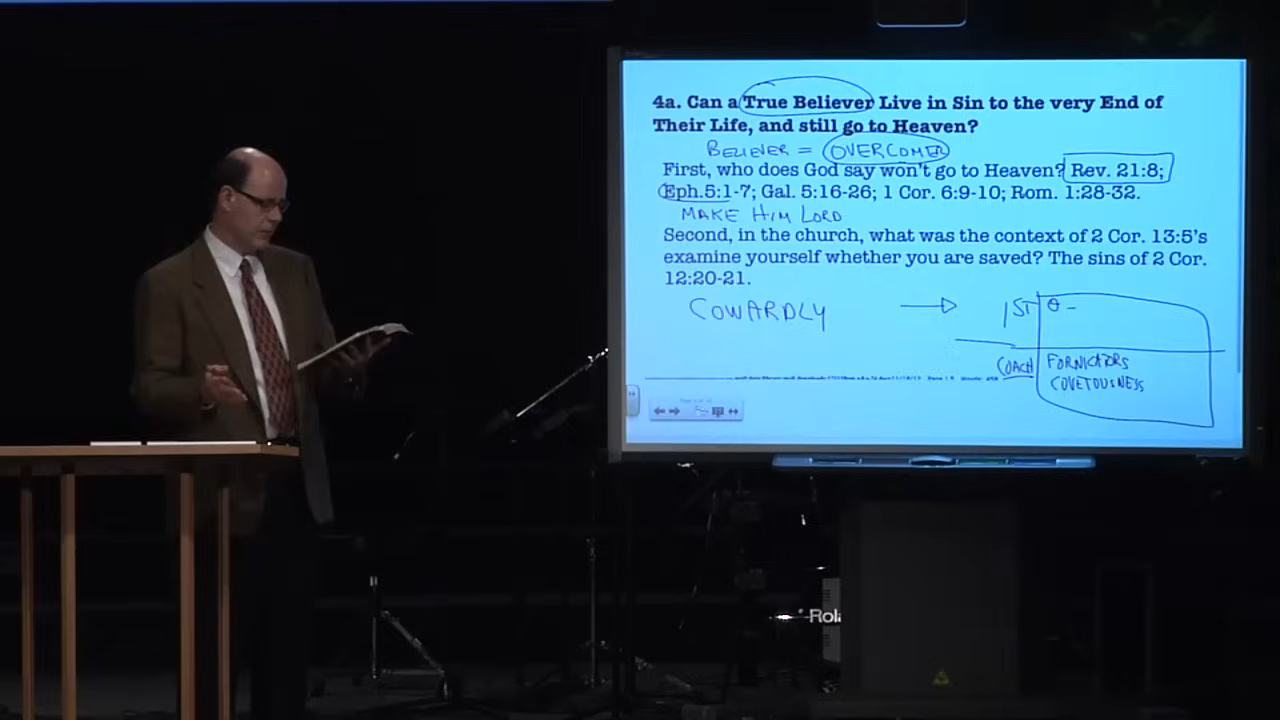 4a. Can a True Believer Live in Sin to the very End of
Their Life, and still go to Heaven?
BELIEVER = OVERCOMER
First, who does God say won't go to Heaven? Rev. 21:8;
Eph.5:1-7; Gal. 5:16-26; 1 Cor. 6:9-10; Rom. 1:28-32.
MAKE HIM LORD
Second, in the church, what was the context of 2 Cor. 13:5's
examine yourself whether you are saved? The sins of 2 Cor.
12:20-21.
COWARDLY
1ST
COACH
FORNICATORS
COVETOUSNESS
Rola